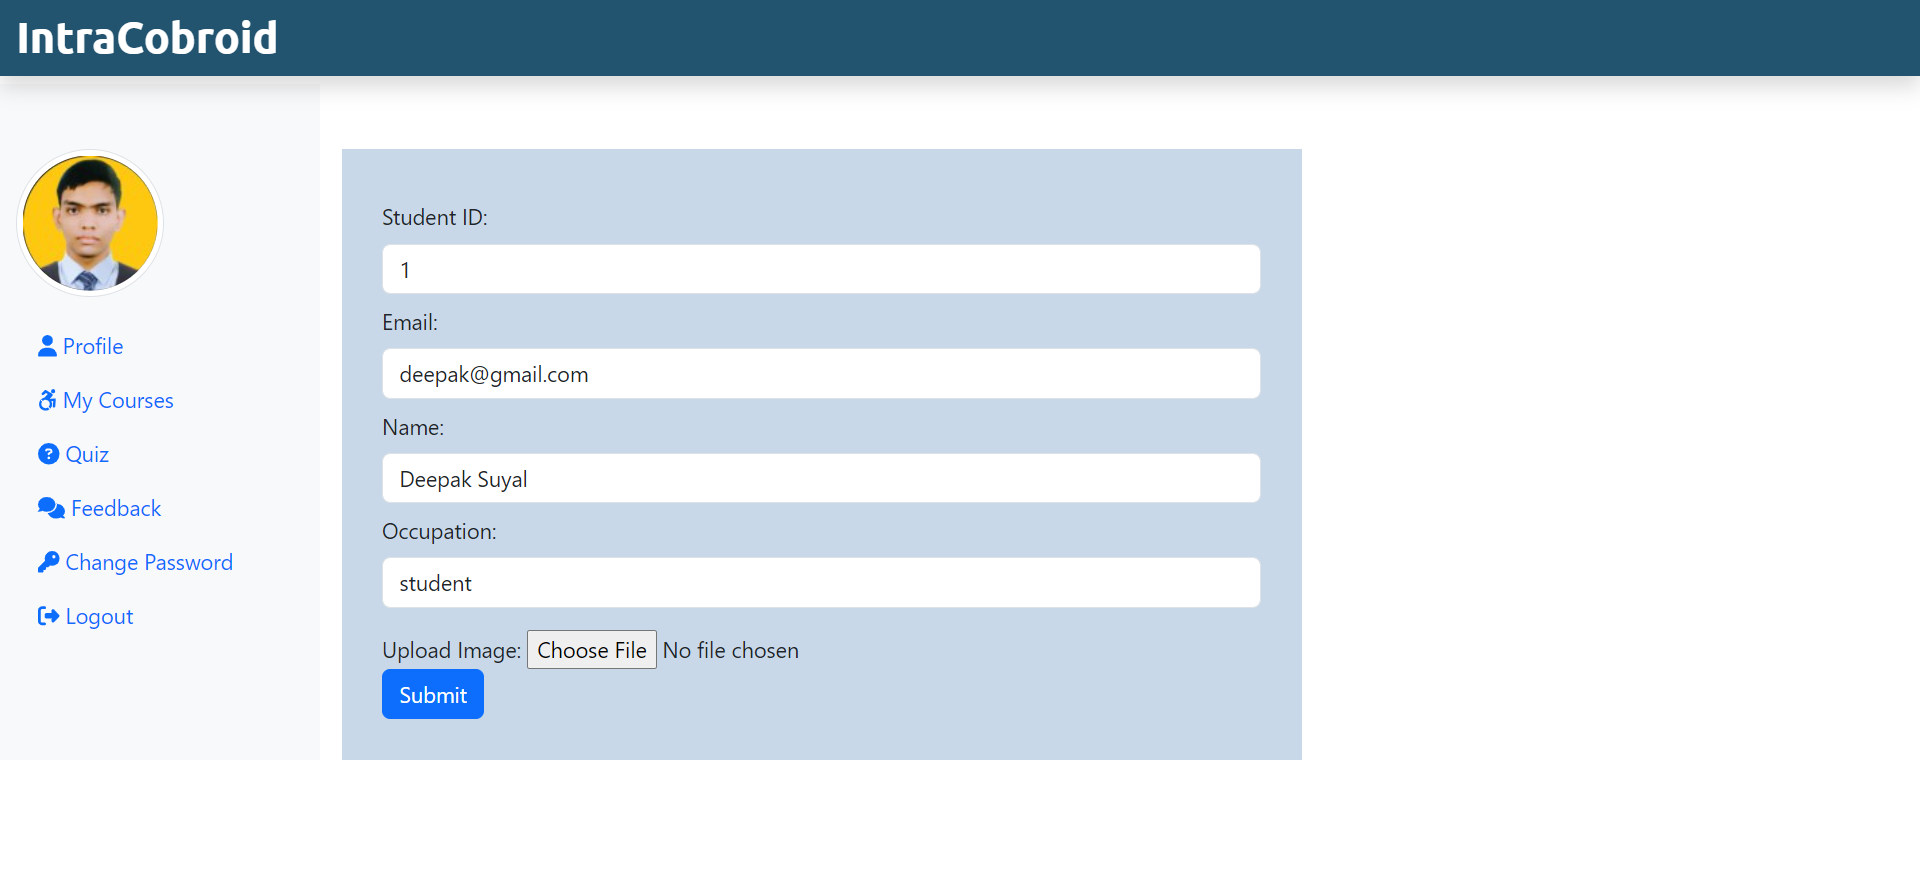 IntraCobroid
Profile
My Courses
Quiz
Feedback
Change Password
Logout
Student ID:
1
Email:
deepak@gmail.com
Name:
Deepak Suyal
Occupation:
student
Upload Image: Choose File No file chosen
Submit